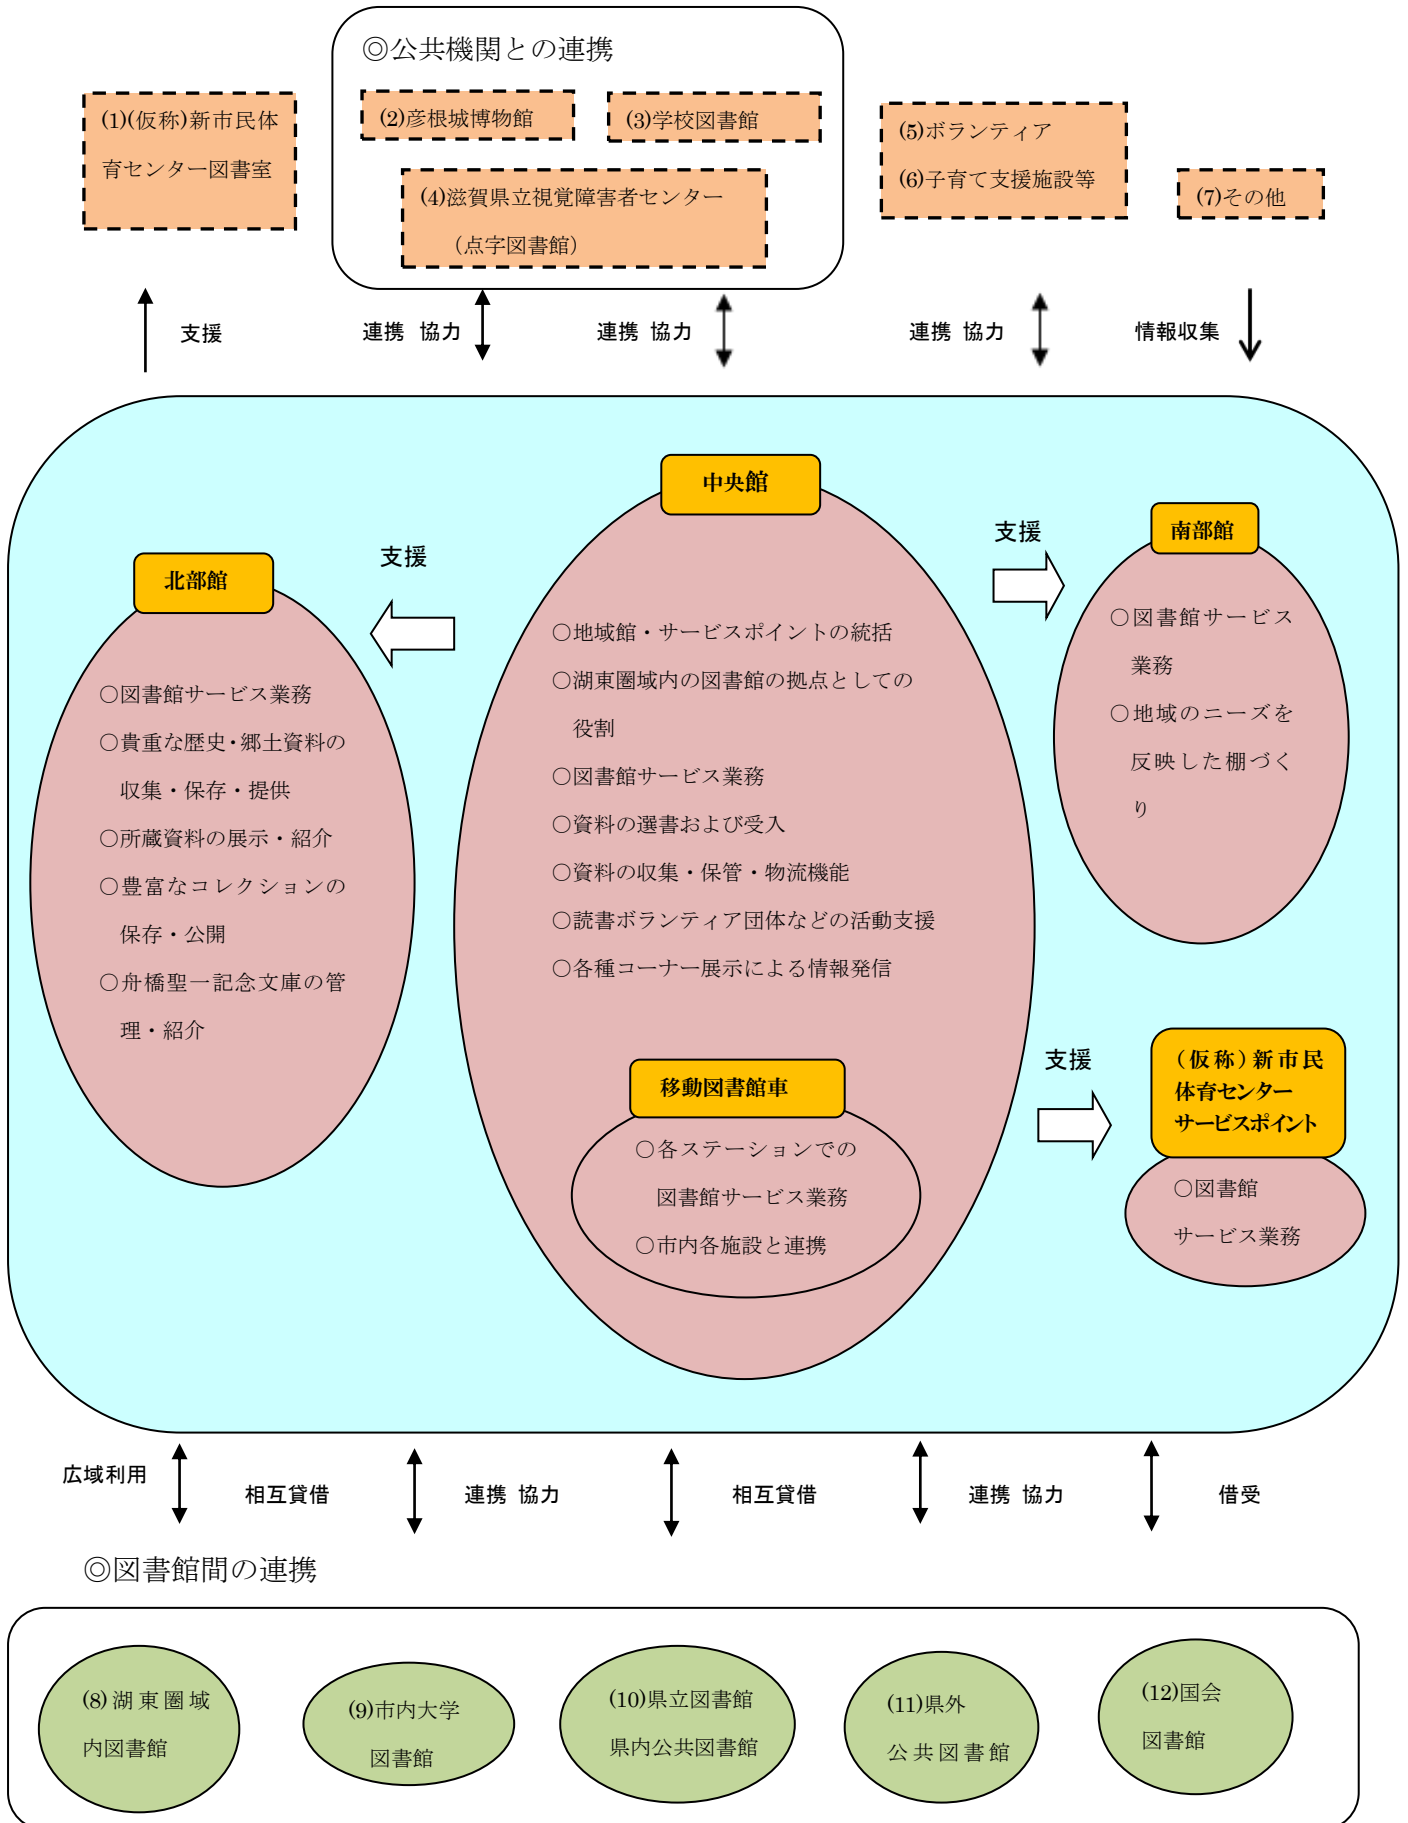 ◎公共機関との連携
(1)(仮称)新市民体
育センター図書室
(2)彦根城博物館
(3)学校図書館
(4)滋賀県立視覚障害者センター
（点字図書館）
(5)ボランティア
(6)子育て支援施設等
(7)その他
支援
連携 協力
連携 協力
連携 協力
情報収集
中央館
○地域館・サービスポイントの統括
○湖東圏域内の図書館の拠点としての
役割
○図書館サービス業務
○資料の選書および受入
○資料の収集・保管・物流機能
○読書ボランティア団体などの活動支援
○各種コーナー展示による情報発信
移動図書館車
○各ステーションでの
図書館サービス業務
○市内各施設と連携
支援
北部館
○図書館サービス業務
○貴重な歴史・郷土資料の
収集・保存・提供
○所蔵資料の展示・紹介
○豊富なコレクションの
保存・公開
○舟橋聖一記念文庫の管
理・紹介
支援
南部館
○図書館サービス
業務
○地域のニーズを
反映した棚づく
り
支援
（仮称）新市民
体育センター
サービスポイント
○図書館
サービス業務
広域利用
相互貸借
連携 協力
相互貸借
連携 協力
借受
◎図書館間の連携
(8)湖東圏域
内図書館
(9)市内大学
図書館
(10)県立図書館
県内公共図書館
(11)県外
公共図書館
(12)国会
図書館